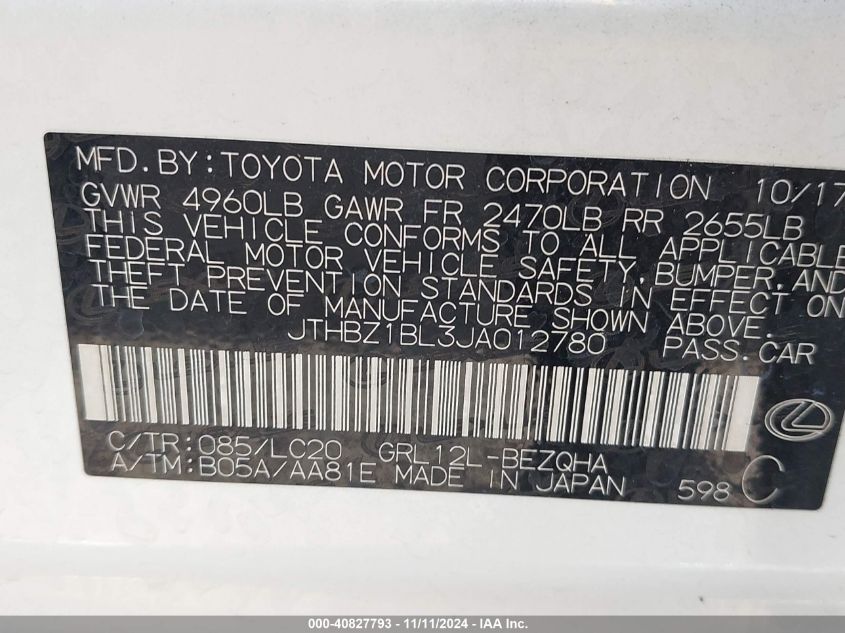 MFD.BY:TOYOTA MOTOR CORPORATION 10/17
GVWR 4960LB GAWR FR 2470LB RR 2655LB
THIS VEHICLE CONFORMS TO ALL APPLICABLE
FEDERAL MOTOR VEHICLE SAFETY,BUMPER,AND
THEFT PREVENTION STANDARDS IN EFFECT ON
THE DATE OF MANUFACTURE SHOWN ABOVE.
JTHBZ1BL3JA012780 PASS.CAR
C/TR:085/LC20 GRL12L-BEZQHA
A/TM:B05A/AA81E MADE IN JAPAN 598 C
000-40827793 - 11/11/2024 - IAA Inc.